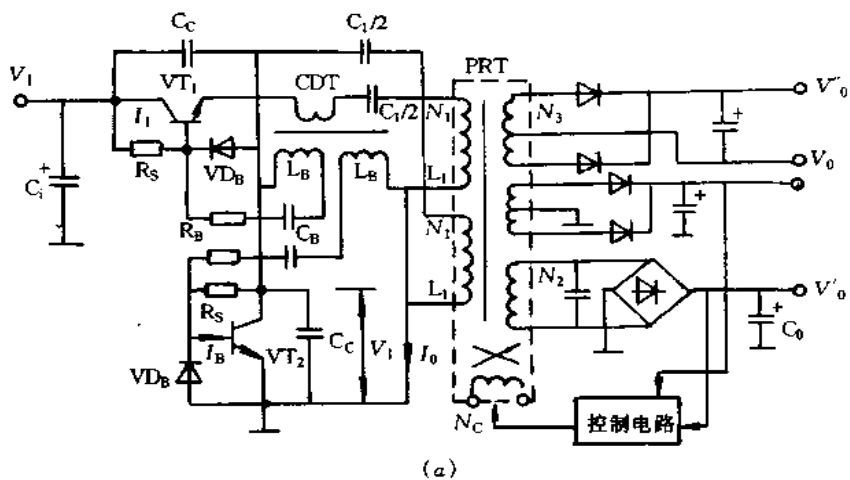 C_C
C_1/2
V_I
VT_1
CDT
PRT
V''_0
I_1
C_1/2
N_1
N_3
C_i
R_S
VD_B
L_B
L_B
L_1
V_0
R_B
C_B
N_1
R_S
L_1
N_2
V'_0
I_B
VT_2
C_C
V_1
I_0
C_0
VD_B
N_C
控制电路
(a)